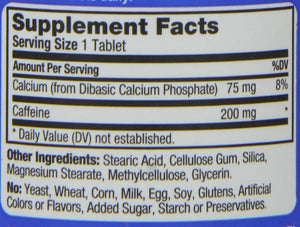 Supplement Facts
Serving Size 1 Tablet
Amount Per Serving %DV
Calcium (from Dibasic Calcium Phosphate) 75 mg 8%
Caffeine 200 mg *
* Daily Value (DV) not established.
Other Ingredients: Stearic Acid, Cellulose Gum, Silica,
Magnesium Stearate, Methylcellulose, Glycerin.
No: Yeast, Wheat, Corn, Milk, Egg, Soy, Glutens, Artificial
Colors or Flavors, Added Sugar, Starch or Preservatives.